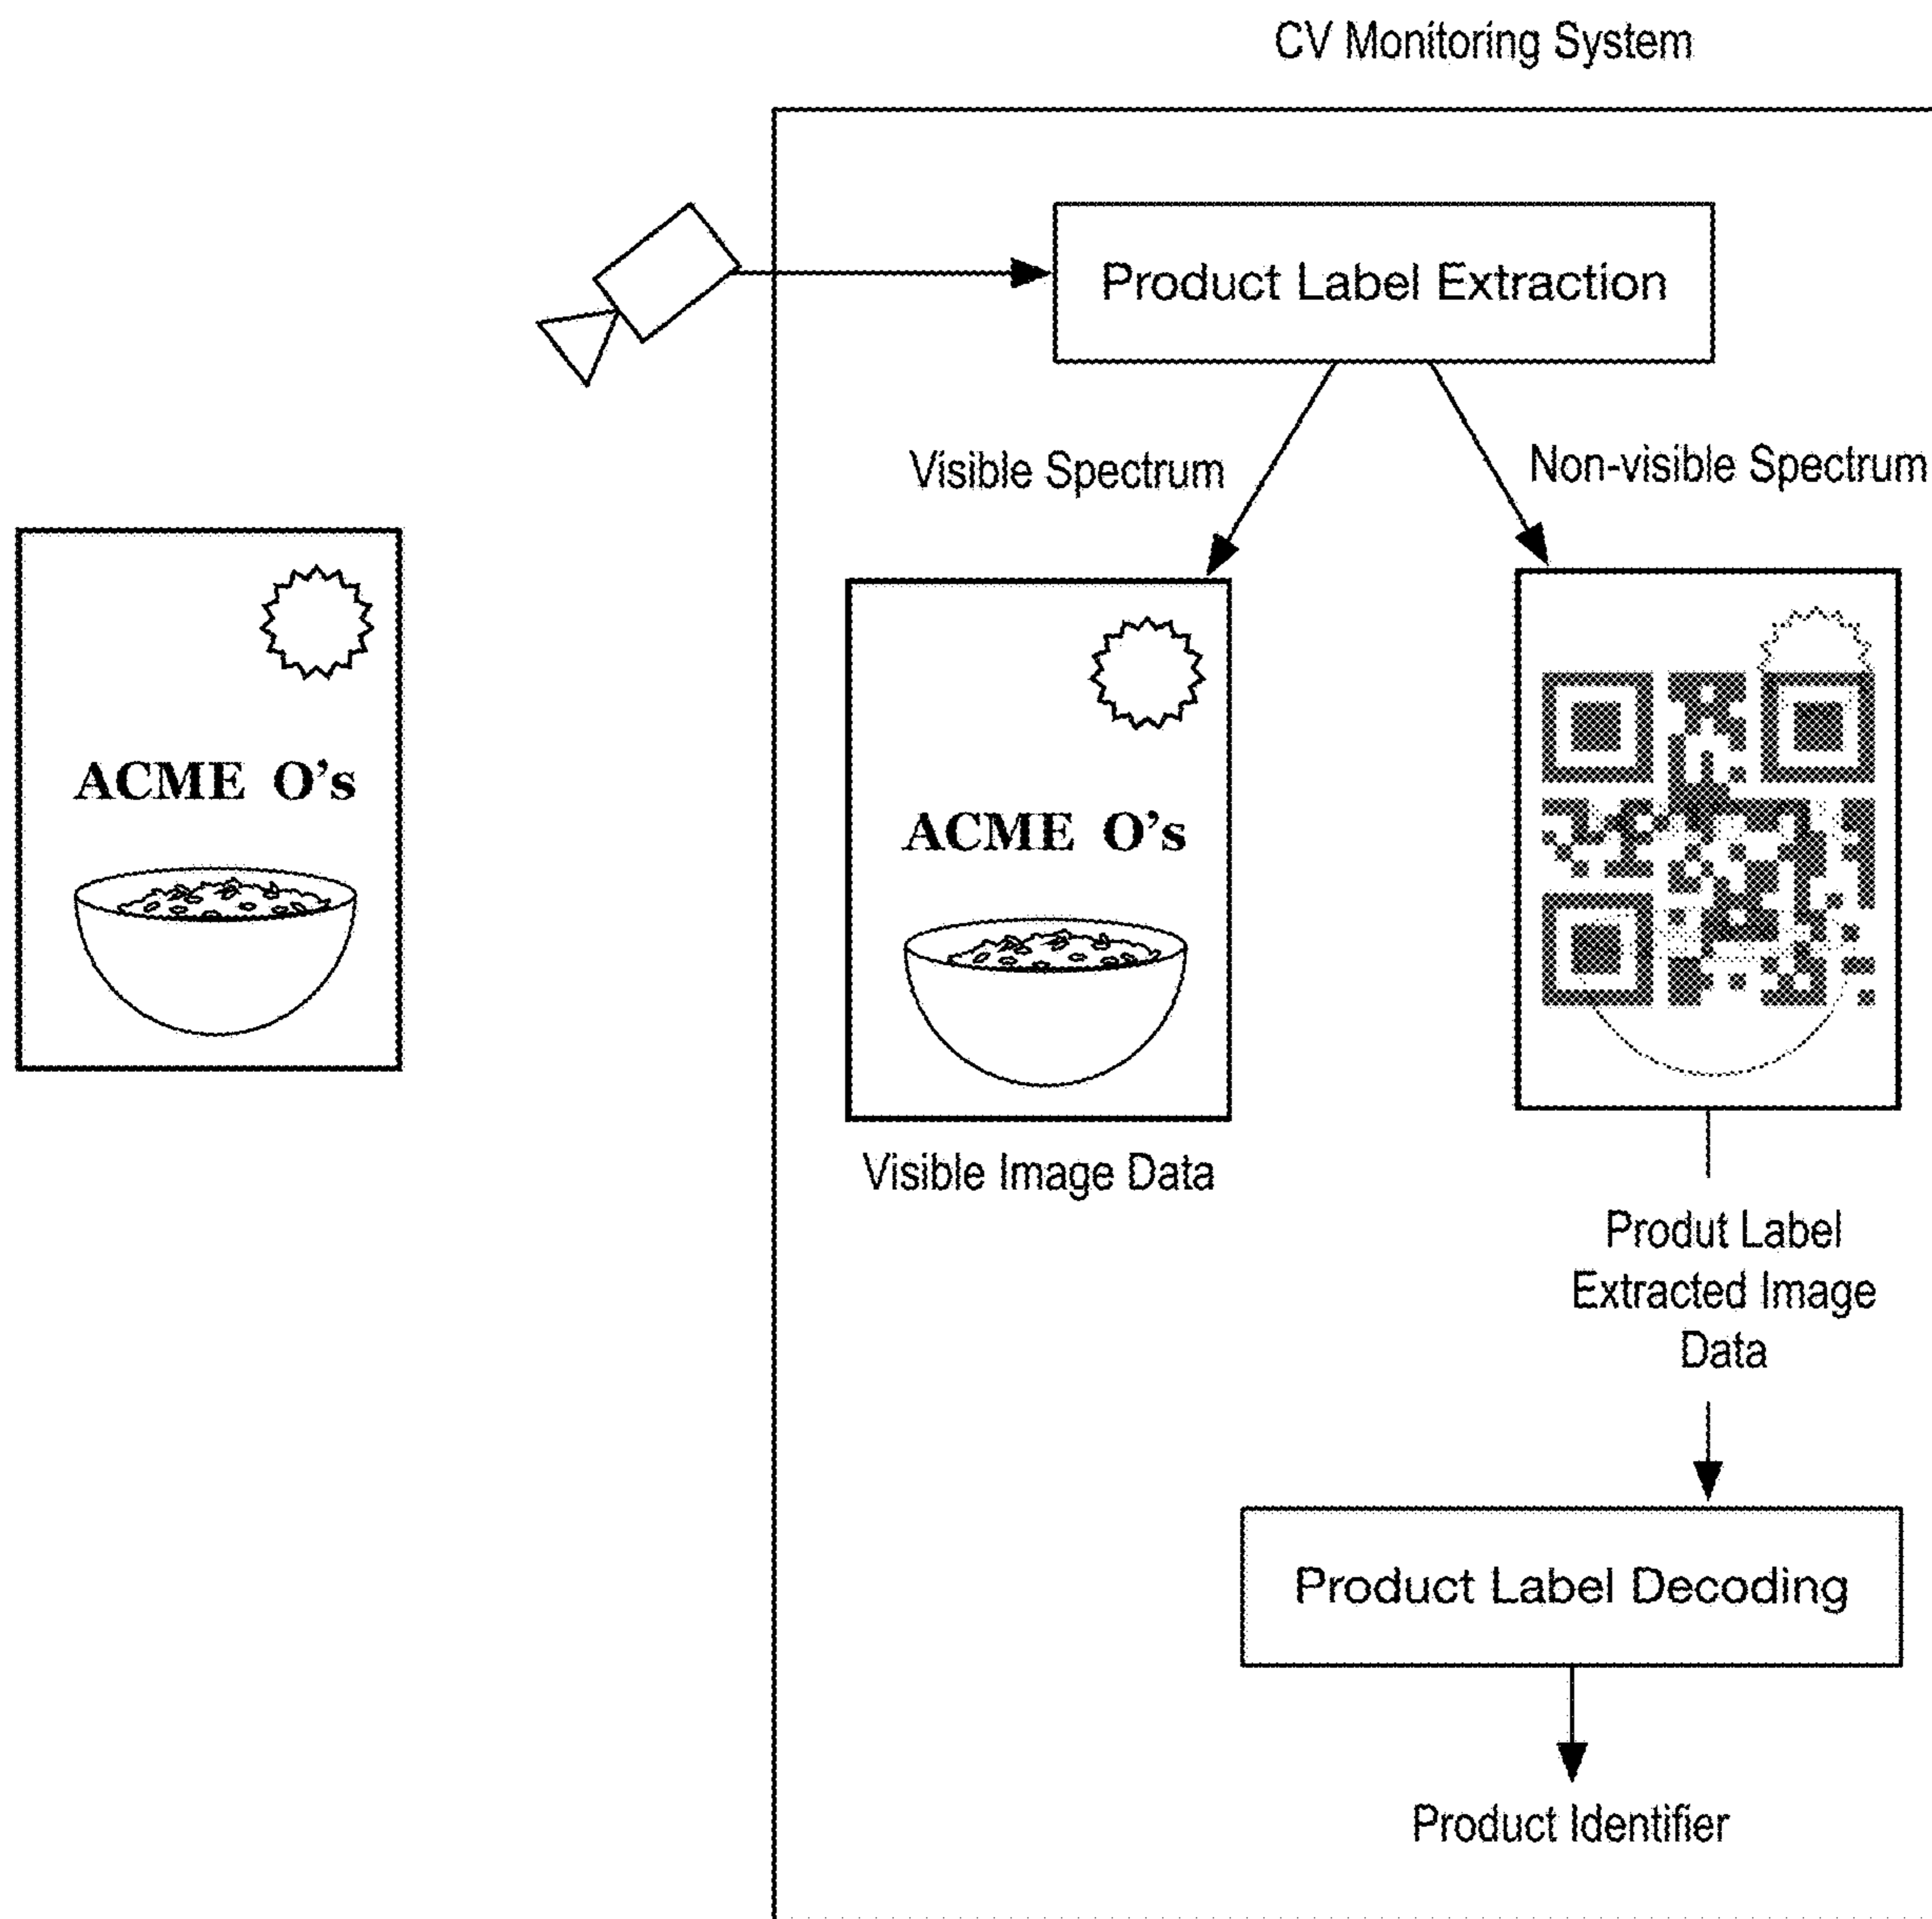 CV Monitoring System
Product Label Extraction
Visible Spectrum
Non-visible Spectrum
ACME O's
ACME O's
Visible Image Data
Produt Label
Extracted Image
Data
Product Label Decoding
Product Identifier